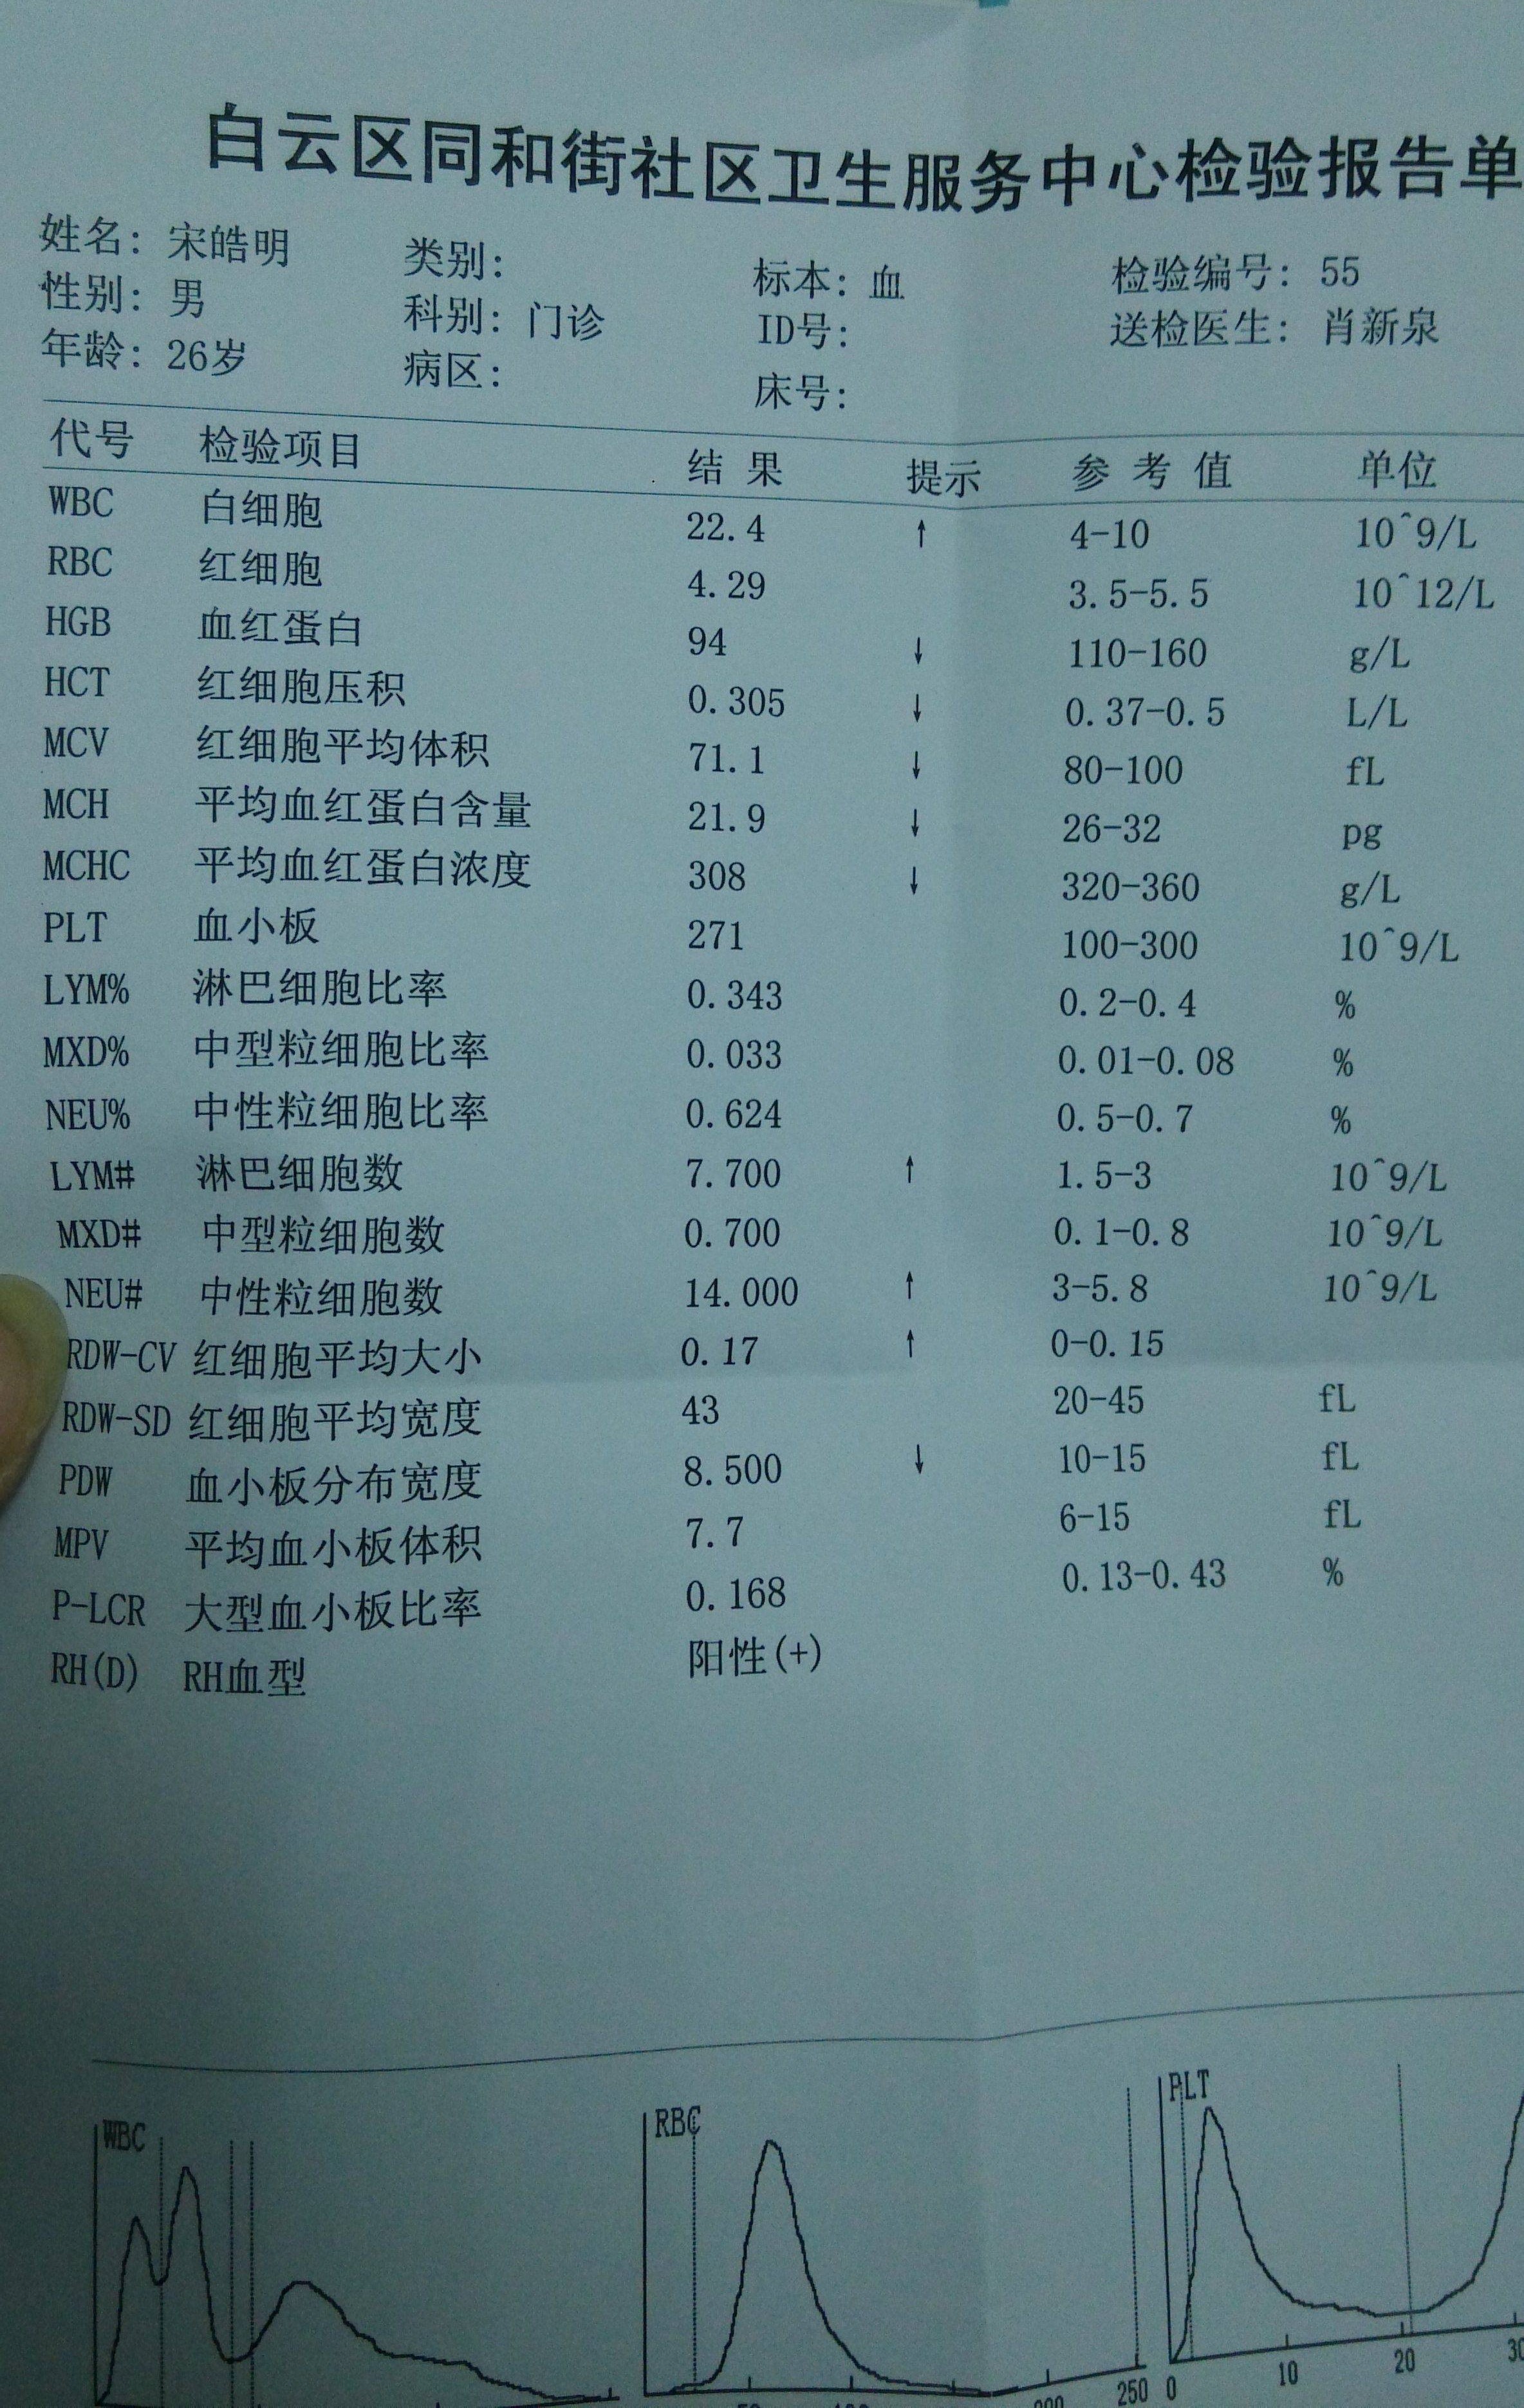 白云区同和街社区卫生服务中心检验报告单
姓名: 宋皓明 类别: 标本: 血 检验编号: 55
性别: 男 科别: 门诊 ID号: 送检医生: 肖新泉
年龄: 26岁 病区: 床号:
代号 检验项目 结果 提示 参考值 单位
WBC 白细胞 22.4 ↑ 4-10 10^9/L
RBC 红细胞 4.29 3.5-5.5 10^12/L
HGB 血红蛋白 94 ↓ 110-160 g/L
HCT 红细胞压积 0.305 ↓ 0.37-0.5 L/L
MCV 红细胞平均体积 71.1 ↓ 80-100 fL
MCH 平均血红蛋白含量 21.9 ↓ 26-32 pg
MCHC 平均血红蛋白浓度 308 ↓ 320-360 g/L
PLT 血小板 271 100-300 10^9/L
LYM% 淋巴细胞比率 0.343 0.2-0.4 %
MXD% 中型粒细胞比率 0.033 0.01-0.08 %
NEU% 中性粒细胞比率 0.624 0.5-0.7 %
LYM# 淋巴细胞数 7.700 ↑ 1.5-3 10^9/L
MXD# 中型粒细胞数 0.700 0.1-0.8 10^9/L
NEU# 中性粒细胞数 14.000 ↑ 3-5.8 10^9/L
RDW-CV 红细胞平均大小 0.17 ↑ 0-0.15
RDW-SD 红细胞平均宽度 43 20-45 fL
PDW 血小板分布宽度 8.500 ↓ 10-15 fL
MPV 平均血小板体积 7.7 6-15 fL
P-LCR 大型血小板比率 0.168 0.13-0.43 %
RH(D) RH血型 阳性(+)
WBC RBC PLT
250 0 10 20 30